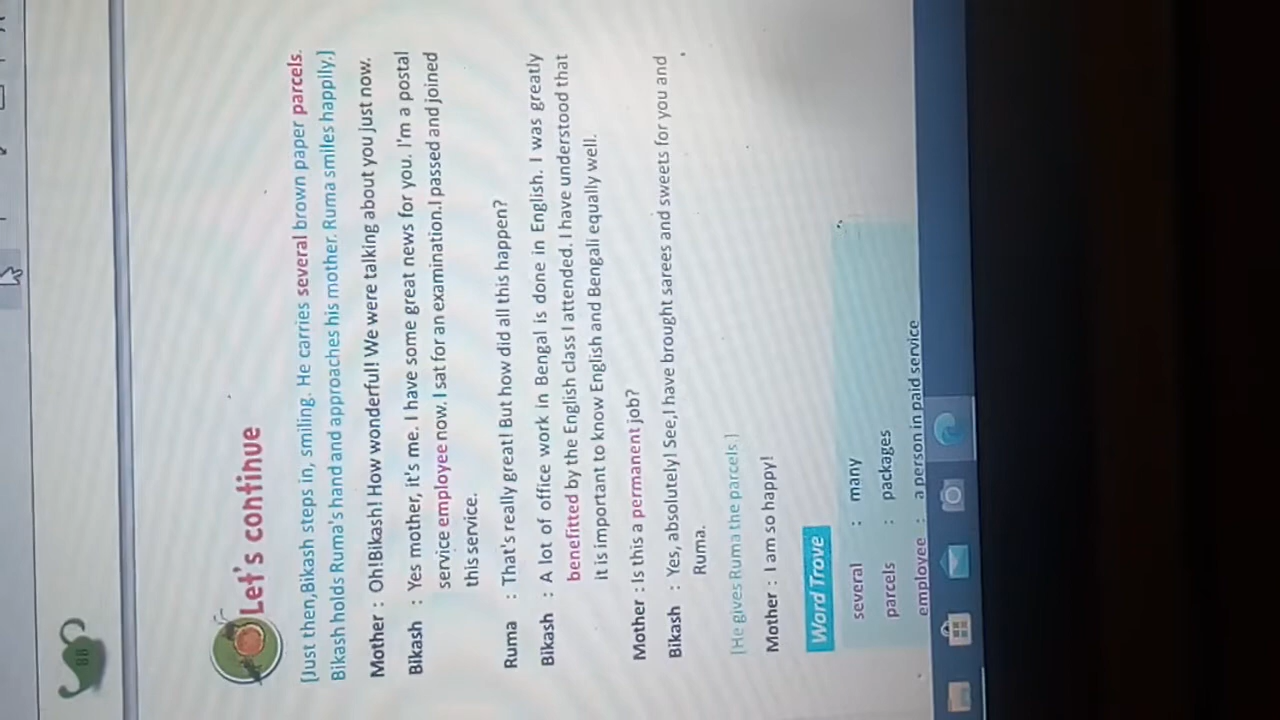 88
Let's continue
[Just then,Bikash steps in, smiling. He carries several brown paper parcels.
Bikash holds Ruma's hand and approaches his mother. Ruma smiles happily.]
Mother : Oh!Bikash! How wonderful! We were talking about you just now.
Bikash : Yes mother, it's me. I have some great news for you. I'm a postal
service employee now. I sat for an examination.I passed and joined
this service.
Ruma : That's really great! But how did all this happen?
Bikash : A lot of office work in Bengal is done in English. I was greatly
benefitted by the English class I attended. I have understood that
it is important to know English and Bengali equally well.
Mother : Is this a permanent job?
Bikash : Yes, absolutely! See,I have brought sarees and sweets for you and
Ruma.
[He gives Ruma the parcels.]
Mother : I am so happy!
Word Trove
several : many
parcels : packages
employee : a person in paid service